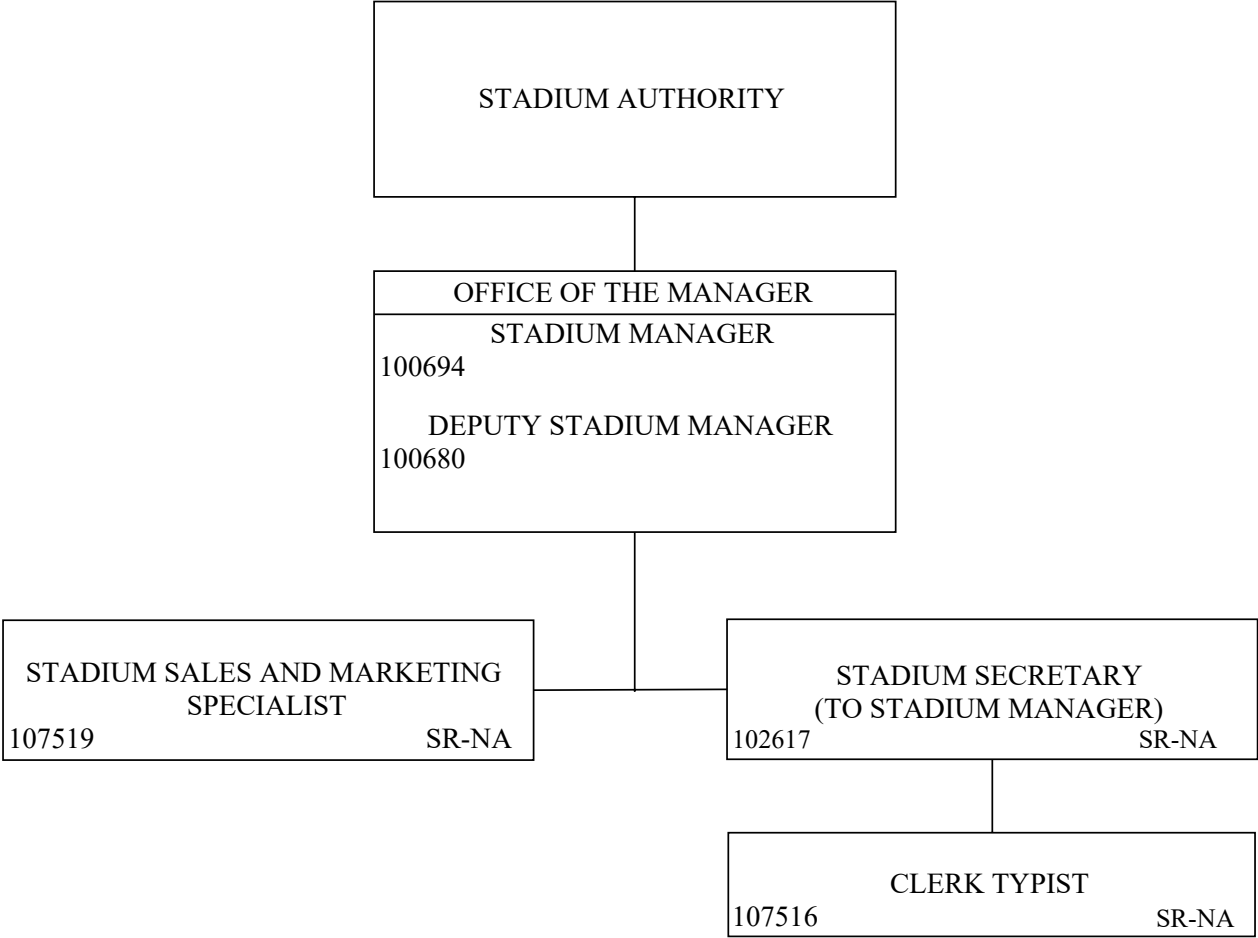 STADIUM AUTHORITY
OFFICE OF THE MANAGER
STADIUM MANAGER
100694
DEPUTY STADIUM MANAGER
100680
STADIUM SALES AND MARKETING
SPECIALIST
107519 SR-NA
STADIUM SECRETARY
(TO STADIUM MANAGER)
102617 SR-NA
CLERK TYPIST
107516 SR-NA